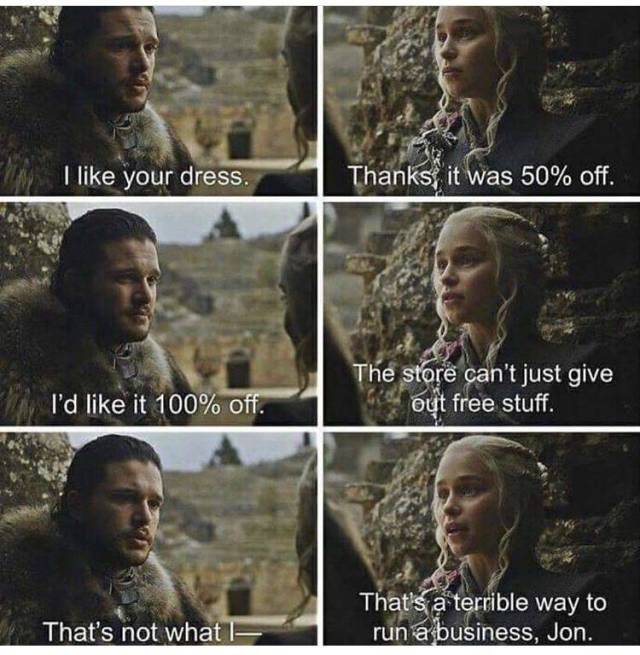 I like your dress.
Thanks, it was 50% off.
I'd like it 100% off.
The store can't just give
out free stuff.
That's not what I—
That's a terrible way to
run a business, Jon.